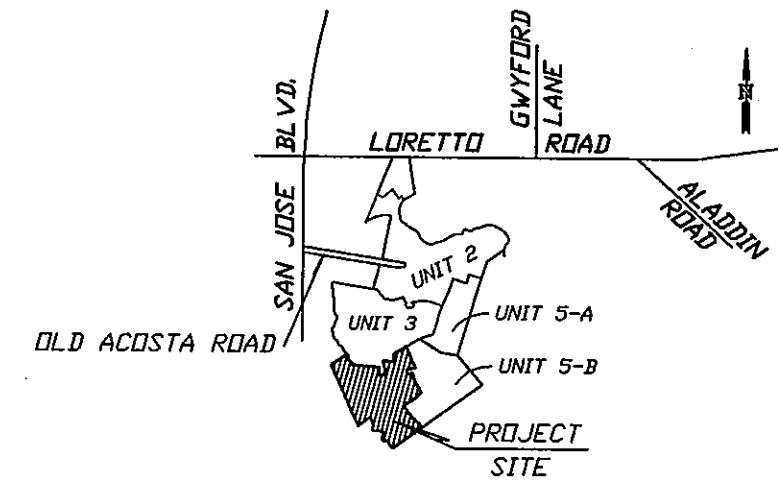 GWYFORD
LANE
N
SAN JOSE BLVD.
LORETTO ROAD
ALADDIN
ROAD
UNIT 2
UNIT 3
UNIT 5-A
OLD ACOSTA ROAD
UNIT 5-B
PROJECT
SITE